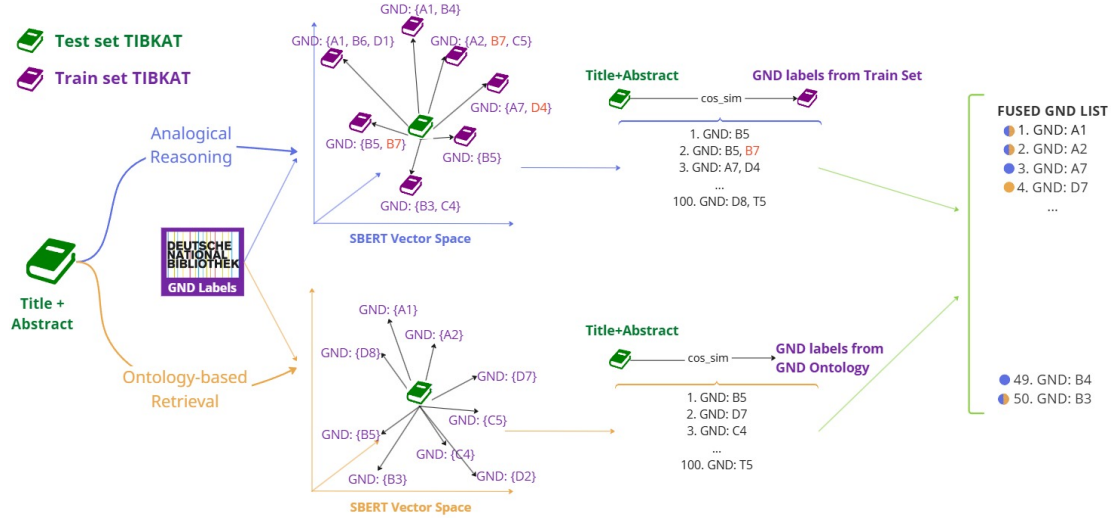 Test set TIBKAT
Train set TIBKAT
Analogical
Reasoning
DEUTSCHE
NATIONAL
BIBLIOTHEK
GND Labels
Title +
Abstract
Ontology-based
Retrieval
GND: {A1, B4}
GND: {A1, B6, D1}
GND: {A2, B7, C5}
GND: {A7, D4}
GND: {B5, B7}
GND: {B5}
GND: {B3, C4}
SBERT Vector Space
Title+Abstract
GND labels from Train Set
cos_sim
1. GND: B5
2. GND: B5, B7
3. GND: A7, D4
...
100. GND: D8, T5
GND: {A1}
GND: {A2}
GND: {D8}
GND: {D7}
GND: {C5}
GND: {B5}
GND: {C4}
GND: {B3}
GND: {D2}
SBERT Vector Space
Title+Abstract
cos_sim
GND labels from
GND Ontology
1. GND: B5
2. GND: D7
3. GND: C4
...
100. GND: T5
FUSED GND LIST
1. GND: A1
2. GND: A2
3. GND: A7
4. GND: D7
...
49. GND: B4
50. GND: B3